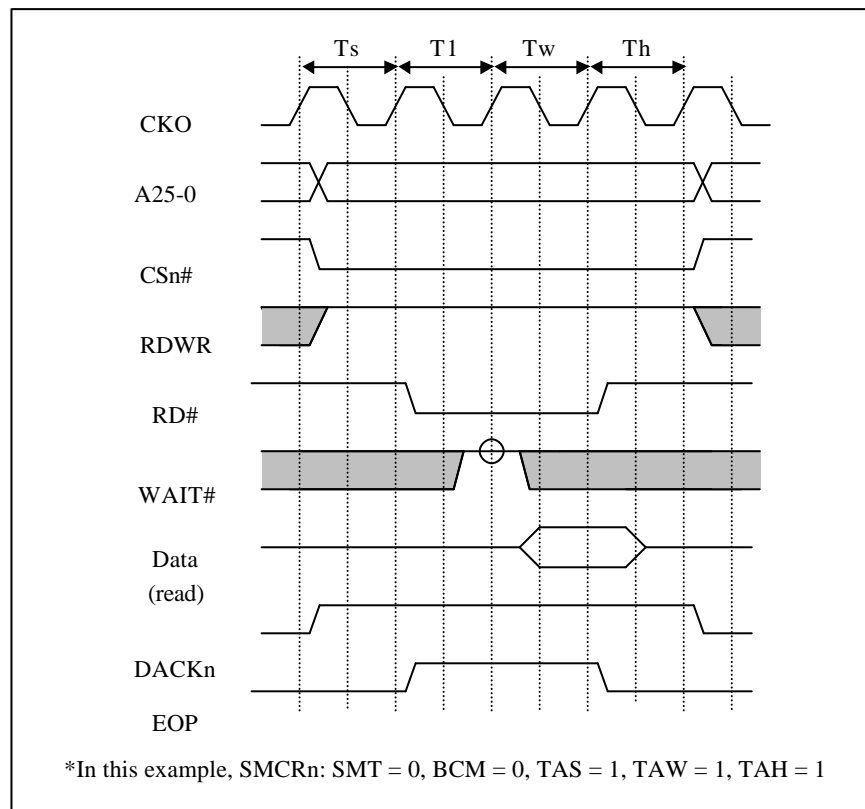 Ts T1 Tw Th
CKO
A25-0
CSn#
RDWR
RD#
WAIT#
Data
(read)
DACKn
EOP
*In this example, SMCRn: SMT = 0, BCM = 0, TAS = 1, TAW = 1, TAH = 1